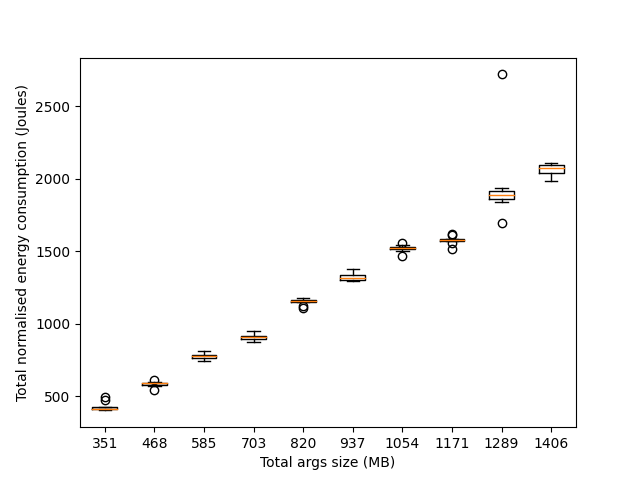 2500
2000
1500
1000
500
Total normalised energy consumption (Joules)
351 468 585 703 820 937 1054 1171 1289 1406
Total args size (MB)